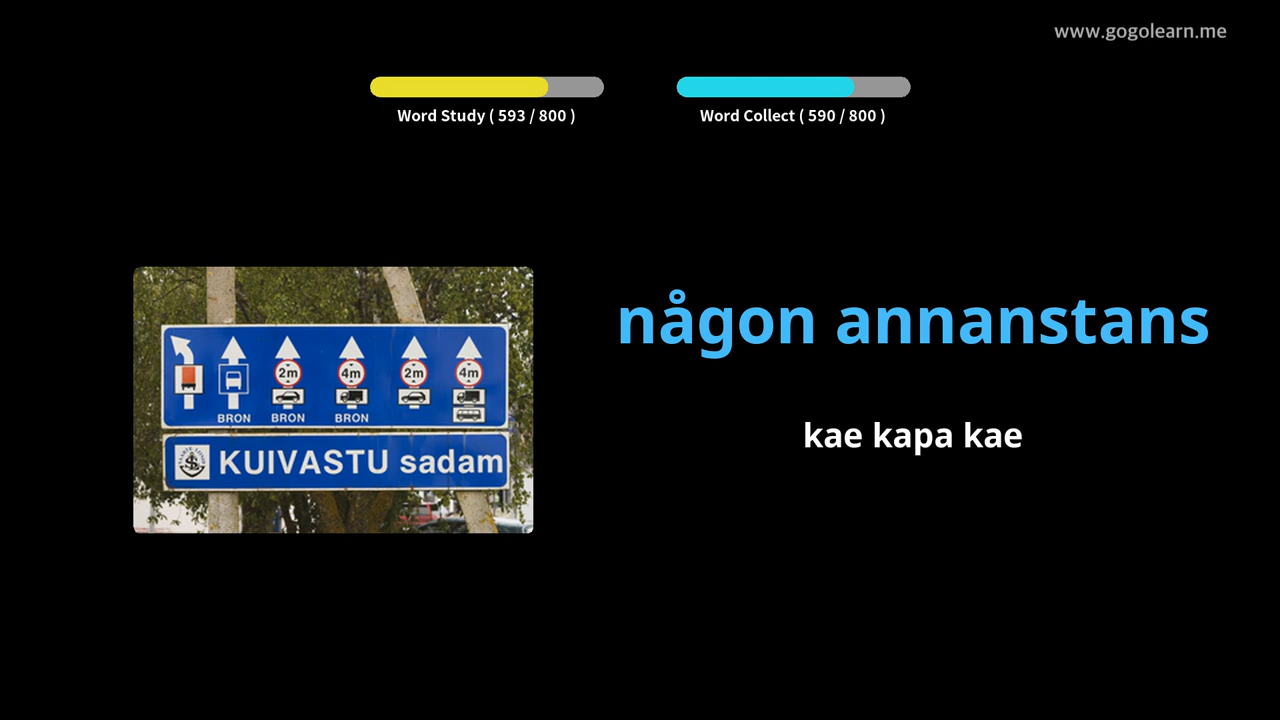 www.gogolearn.me
Word Study ( 593 / 800 )
Word Collect ( 590 / 800 )
någon annanstans
kae kapa kae
2m
4m
2m
4m
BRON
BRON
BRON
KUIVASTU sadam